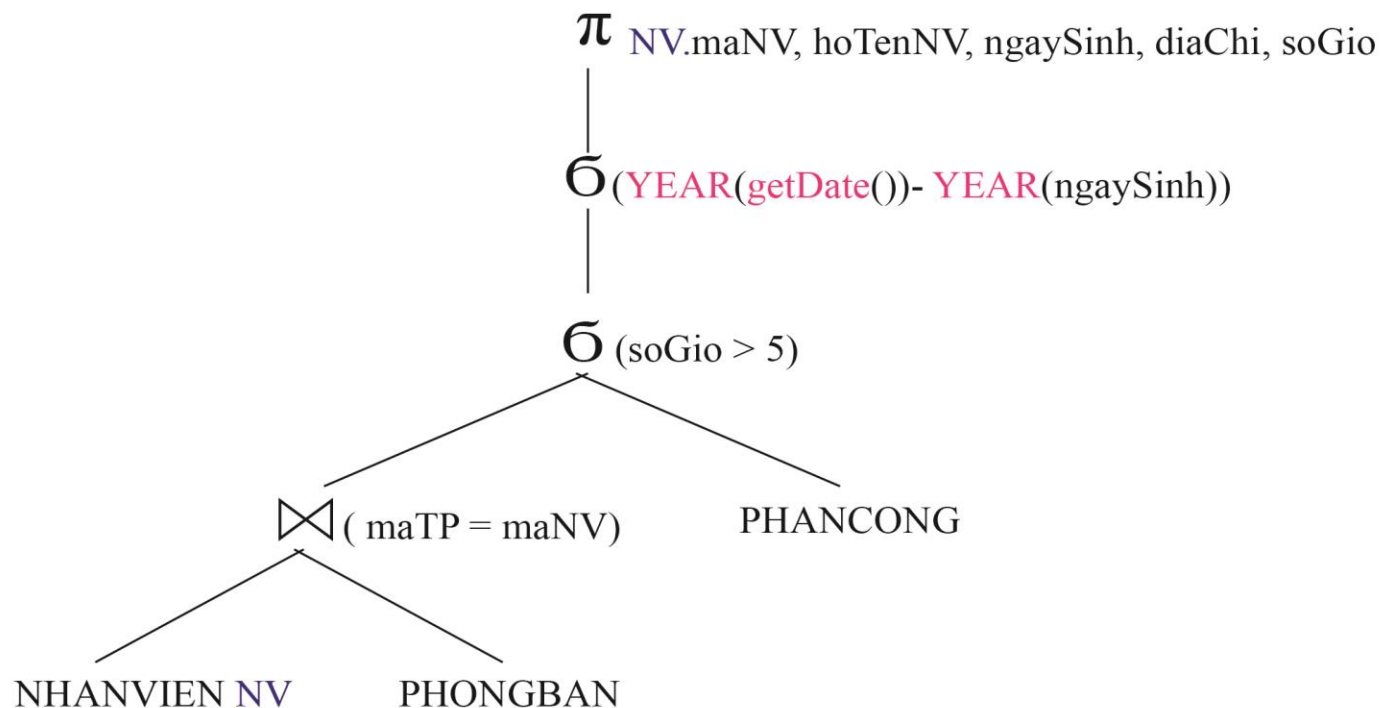 π NV.maNV, hoTenNV, ngaySinh, diaChi, soGio
б (YEAR(getDate())- YEAR(ngaySinh))
б (soGio > 5)
⋈ ( maTP = maNV)
PHANCONG
NHANVIEN NV
PHONGBAN